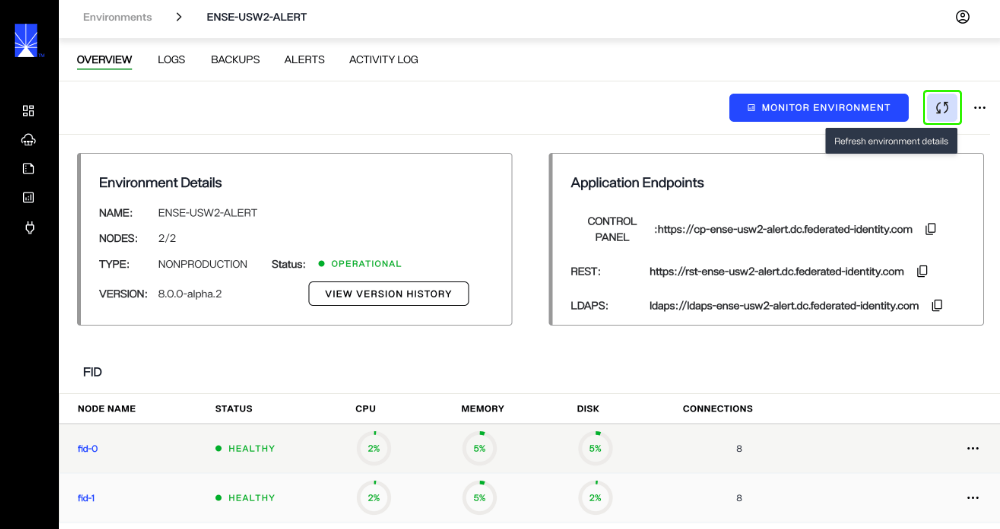 Environments > ENSE-USW2-ALERT
OVERVIEW LOGS BACKUPS ALERTS ACTIVITY LOG
MONITOR ENVIRONMENT
Refresh environment details
Environment Details
NAME: ENSE-USW2-ALERT
NODES: 2/2
TYPE: NONPRODUCTION Status: OPERATIONAL
VERSION: 8.0.0-alpha.2 VIEW VERSION HISTORY
Application Endpoints
CONTROL
PANEL :https://cp-ense-usw2-alert.dc.federated-identity.com
REST: https://rst-ense-usw2-alert.dc.federated-identity.com
LDAPS: ldaps://ldaps-ense-usw2-alert.dc.federated-identity.com
FID
NODE NAME STATUS CPU MEMORY DISK CONNECTIONS
fid-0 HEALTHY 2% 5% 5% 8
fid-1 HEALTHY 2% 5% 2% 8